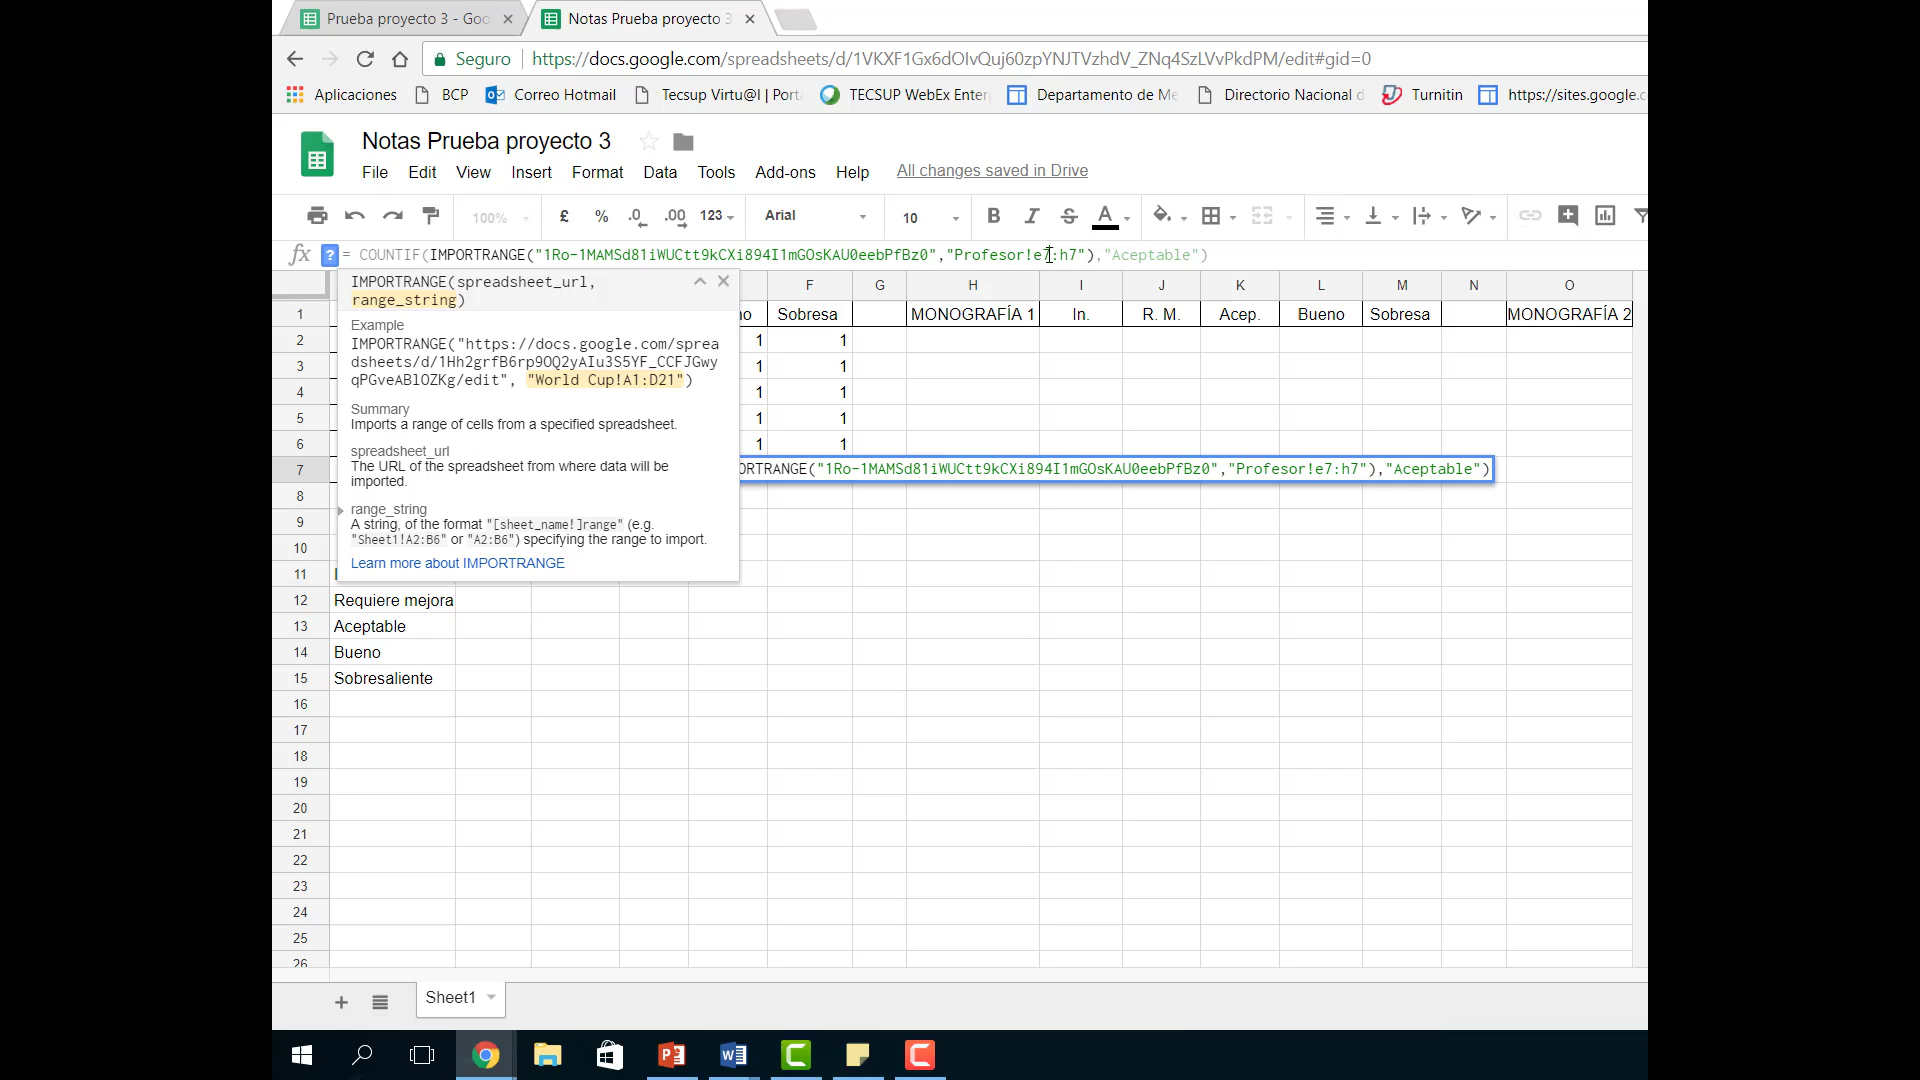 Prueba proyecto 3 - Goo
Notas Prueba proyecto 3
Seguro
https://docs.google.com/spreadsheets/d/1VKXF1Gx6dOIvQuj60zpYNJTVzhdV_ZNq4SzLVvPkdPM/edit#gid=0
Aplicaciones
BCP
Correo Hotmail
Tecsup Virtu@l | Porta
TECSUP WebEx Enter
Departamento de Me
Directorio Nacional d
Turnitin
https://sites.google.c
Notas Prueba proyecto 3
File Edit View Insert Format Data Tools Add-ons Help
All changes saved in Drive
100% £ % .0 .00 123 Arial 10 B I S A
fx ? = COUNTIF(IMPORTRANGE("1Ro-1MAMSd81iWUCtt9kCXi894I1mGOsKAU0eebPfBz0","Profesor!e7:h7"),"Aceptable")
IMPORTRANGE(spreadsheet_url,
range_string)
Example
IMPORTRANGE("https://docs.google.com/sprea
dsheets/d/1Hh2grfB6rp9OQ2yAIu3S5YF_CCFJGwy
qPGveABlOZKg/edit", "World Cup!A1:D21")
Summary
Imports a range of cells from a specified spreadsheet.
spreadsheet_url
The URL of the spreadsheet from where data will be
imported.
range_string
A string, of the format "[sheet_name!]range" (e.g.
"Sheet1!A2:B6" or "A2:B6") specifying the range to import.
Learn more about IMPORTRANGE
F G H I J K L M N O
1 no Sobresa MONOGRAFÍA 1 In. R. M. Acep. Bueno Sobresa MONOGRAFÍA 2
2 1 1
3 1 1
4 1 1
5 1 1
6 1 1
7 ORTRANGE("1Ro-1MAMSd81iWUCtt9kCXi894I1mGOsKAU0eebPfBz0","Profesor!e7:h7"),"Aceptable")
8
9
10
11
12 Requiere mejora
13 Aceptable
14 Bueno
15 Sobresaliente
16
17
18
19
20
21
22
23
24
25
26
Sheet1